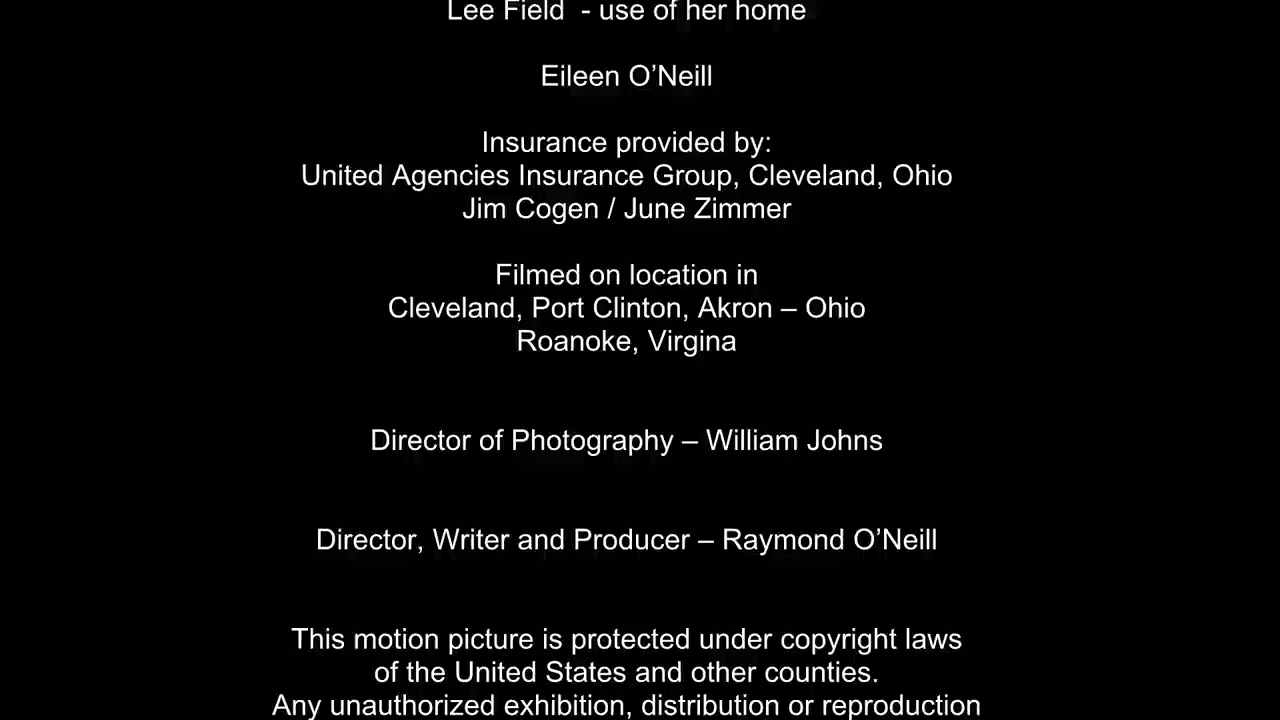 Lee Field  - use of her home
Eileen O’Neill
Insurance provided by:
United Agencies Insurance Group, Cleveland, Ohio
Jim Cogen / June Zimmer
Filmed on location in
Cleveland, Port Clinton, Akron – Ohio
Roanoke, Virgina
Director of Photography – William Johns
Director, Writer and Producer – Raymond O’Neill
This motion picture is protected under copyright laws
of the United States and other counties.
Any unauthorized exhibition, distribution or reproduction